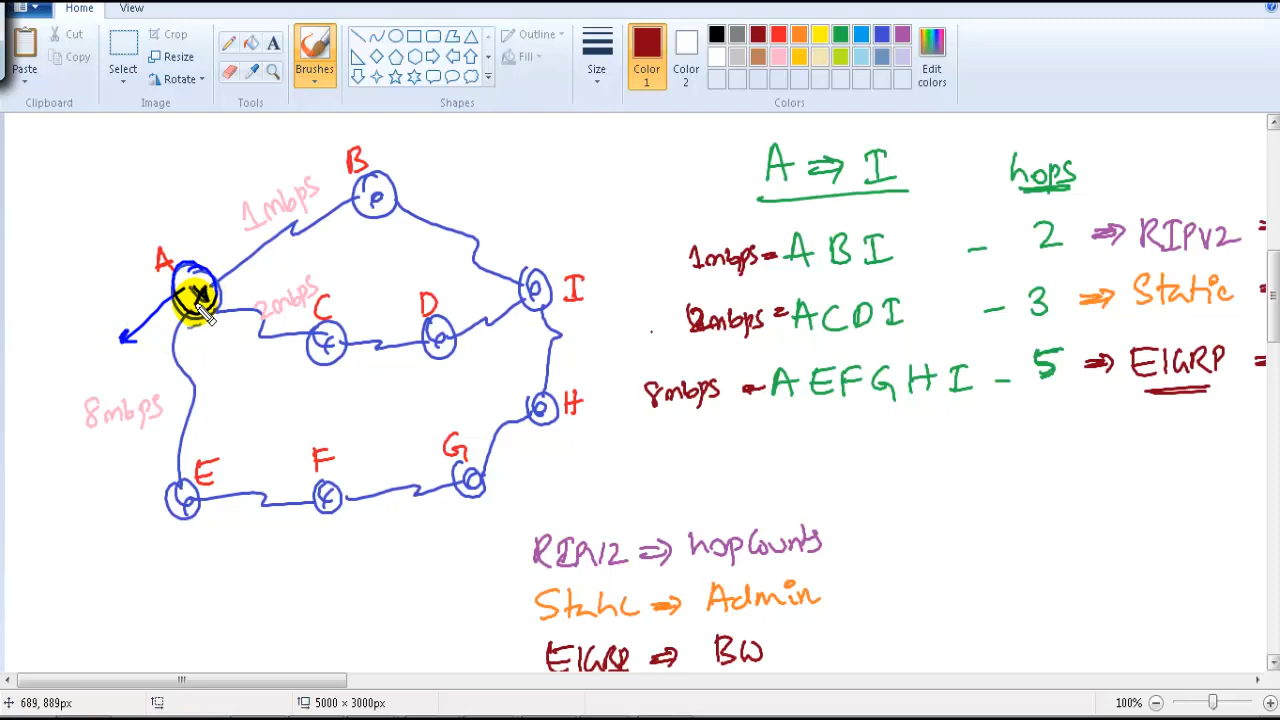 Home View
Cut
Copy
Paste
Clipboard
Crop
Resize
Rotate
Select
Image
Tools
Brushes
Shapes
Outline
Fill
Size
Color 1
Color 2
Edit colors
Colors
B
1mbps
A
2mbps
C
D
I
8mbps
E
F
G
H
A ⇒ I hops
1mbps = A B I - 2 ⇒ RIPV2 =
2mbps = A C D I - 3 ⇒ Static =
8mbps - A E F G H I - 5 ⇒ EIGRP =
RIPV2 ⇒ hopCounts
Static ⇒ Admin
EIGRP ⇒ BW
689, 889px
5000 × 3000px
100%